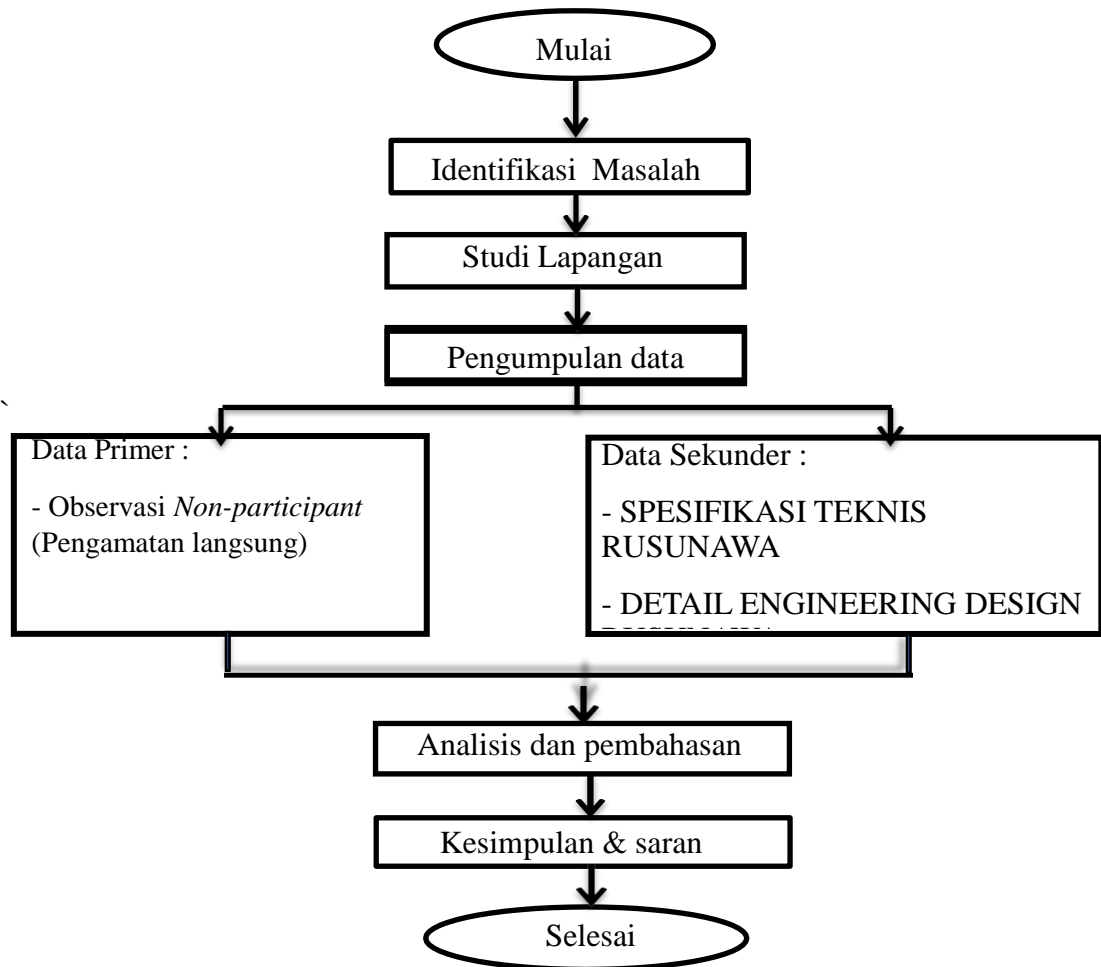 Mulai
Identifikasi Masalah
Studi Lapangan
Pengumpulan data
`
Data Primer :
- Observasi Non-participant
(Pengamatan langsung)
Data Sekunder :
- SPESIFIKASI TEKNIS
RUSUNAWA
- DETAIL ENGINEERING DESIGN
Analisis dan pembahasan
Kesimpulan & saran
Selesai